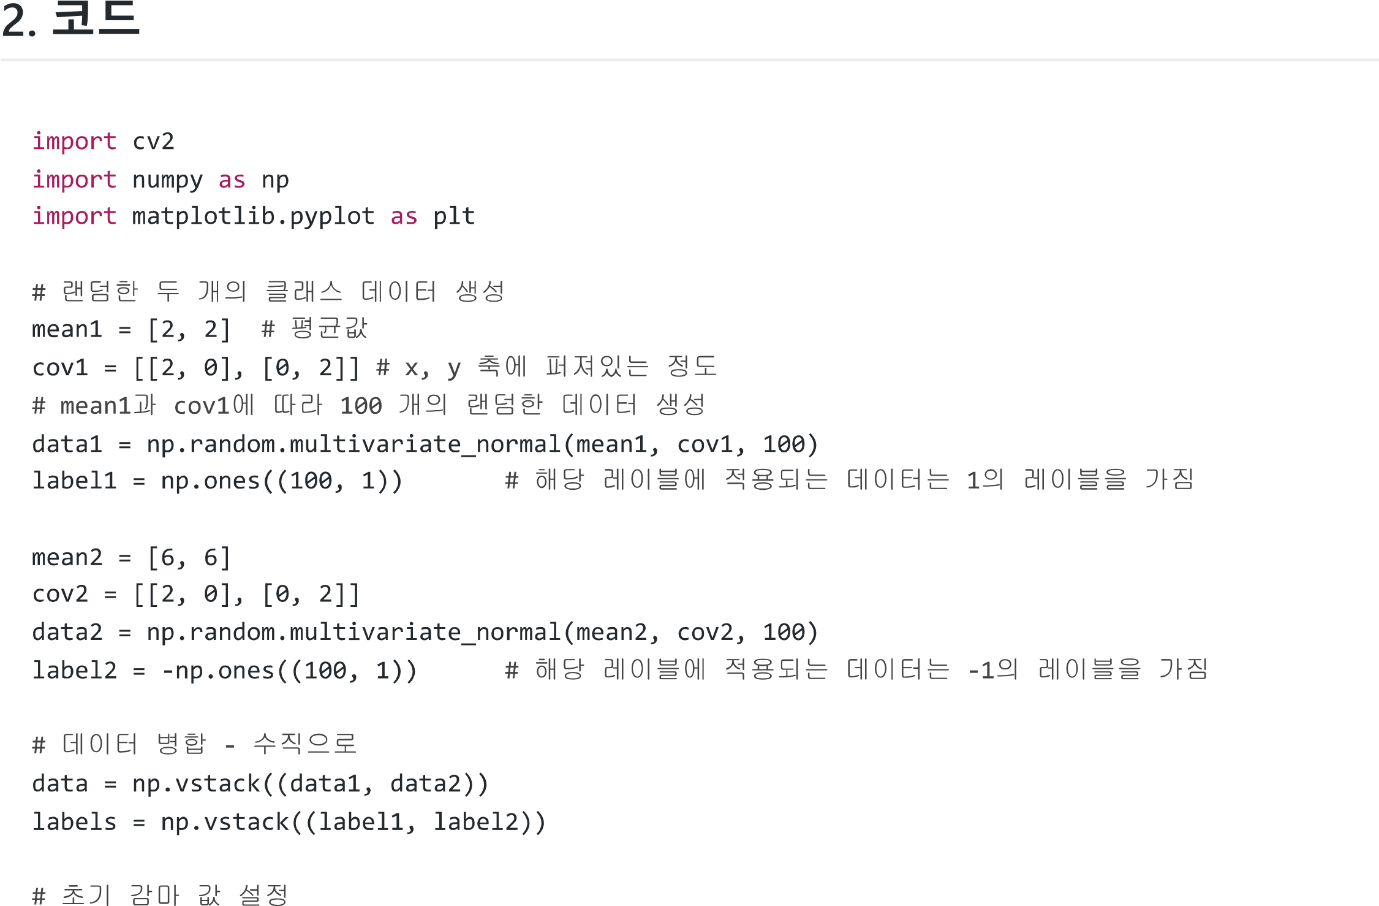 2. 코드
import cv2
import numpy as np
import matplotlib.pyplot as plt
# 랜덤한 두 개의 클래스 데이터 생성
mean1 = [2, 2]  # 평균값
cov1 = [[2, 0], [0, 2]] # x, y 축에 퍼져있는 정도
# mean1과 cov1에 따라 100 개의 랜덤한 데이터 생성
data1 = np.random.multivariate_normal(mean1, cov1, 100)
label1 = np.ones((100, 1))       # 해당 레이블에 적용되는 데이터는 1의 레이블을 가짐
mean2 = [6, 6]
cov2 = [[2, 0], [0, 2]]
data2 = np.random.multivariate_normal(mean2, cov2, 100)
label2 = -np.ones((100, 1))      # 해당 레이블에 적용되는 데이터는 -1의 레이블을 가짐
# 데이터 병합 - 수직으로
data = np.vstack((data1, data2))
labels = np.vstack((label1, label2))
# 초기 감마 값 설정